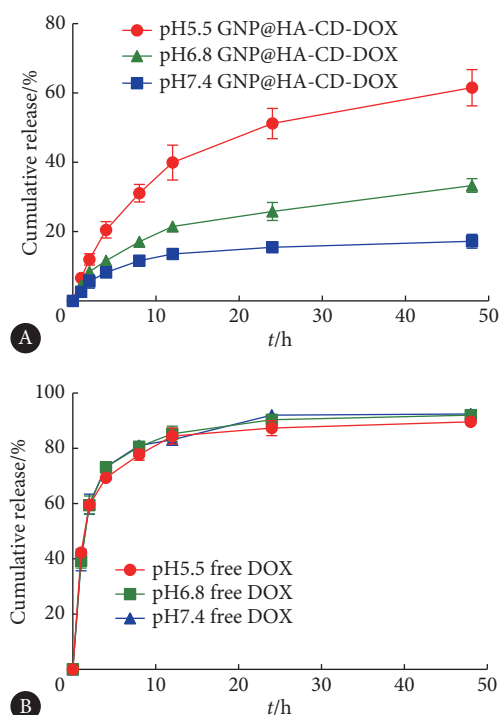 80
60
40
20
0
Cumulative release/%
pH5.5 GNP@HA-CD-DOX
pH6.8 GNP@HA-CD-DOX
pH7.4 GNP@HA-CD-DOX
10 20 30 40 50
t/h
A
100
80
60
40
20
0
Cumulative release/%
pH5.5 free DOX
pH6.8 free DOX
pH7.4 free DOX
10 20 30 40 50
t/h
B